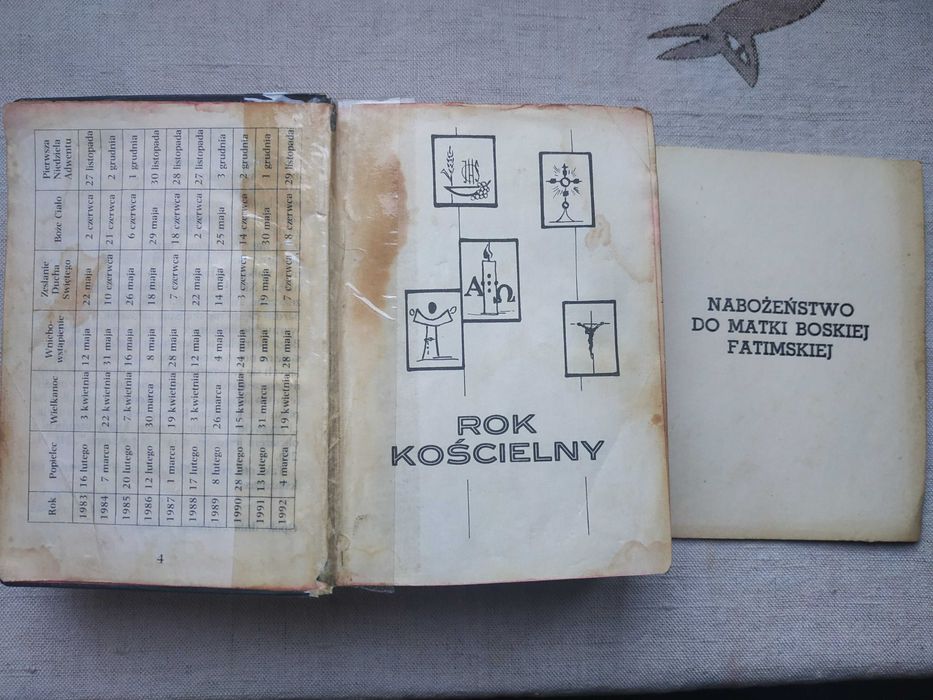 Rok Popielec Wielkanoc Wniebo- Zesłanie Boże Ciało Pierwsza
wstąpienie Ducha Niedziela
Świętego Adwentu
1983 16 lutego 3 kwietnia 12 maja 22 maja 2 czerwca 27 listopada
1984 7 marca 22 kwietnia 31 maja 10 czerwca 21 czerwca 2 grudnia
1985 20 lutego 7 kwietnia 16 maja 26 maja 6 czerwca 1 grudnia
1986 12 lutego 30 marca 8 maja 18 maja 29 maja 30 listopada
1987 1 marca 19 kwietnia 28 maja 7 czerwca 18 czerwca 28 listopada
1988 17 lutego 3 kwietnia 12 maja 22 maja 2 czerwca 27 listopada
1989 8 lutego 26 marca 4 maja 14 maja 25 maja 3 grudnia
1990 28 lutego 15 kwietnia 24 maja 3 czerwca 14 czerwca 2 grudnia
1991 13 lutego 31 marca 9 maja 19 maja 30 maja 1 grudnia
1992 4 marca 19 kwietnia 28 maja 7 czerwca 18 czerwca 29 listopada
4
A Ω
ROK
KOŚCIELNY
NABOŻEŃSTWO
DO MATKI BOSKIEJ
FATIMSKIEJ